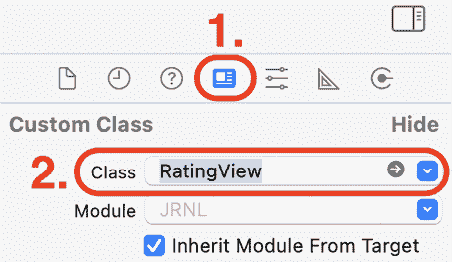 1.
Custom Class
Hide
2.
Class
RatingView
Module
JRNL
Inherit Module From Target